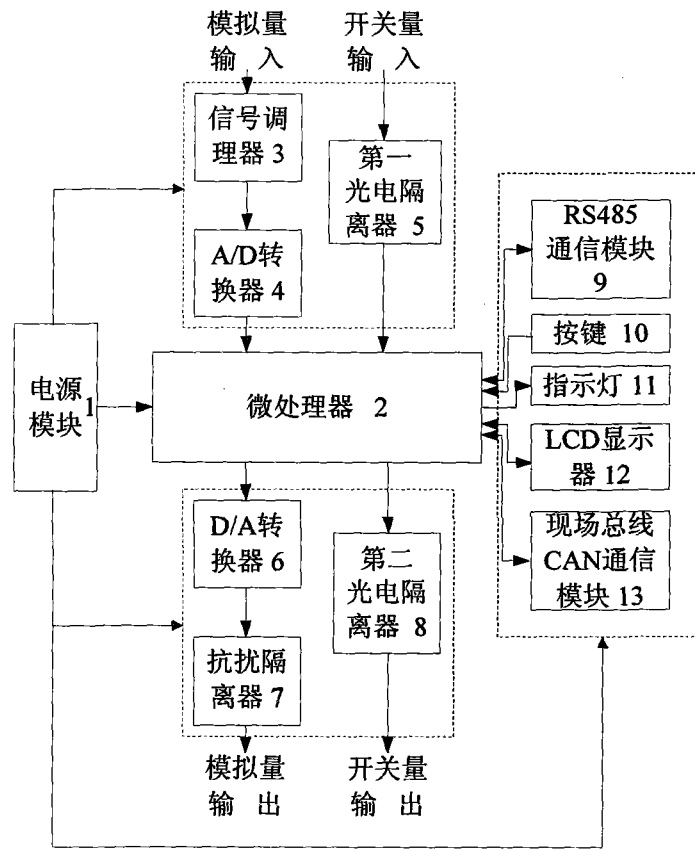 模拟量
输 入
开关量
输 入
信号调
理器 3
第一
光电隔
离器 5
A/D转
换器 4
RS485
通信模块
9
按键 10
指示灯 11
LCD显示
器 12
现场总线
CAN通信
模块 13
电源
模块 1
微处理器 2
D/A转
换器 6
第二
光电隔
离器 8
抗扰隔
离器 7
模拟量
输 出
开关量
输 出